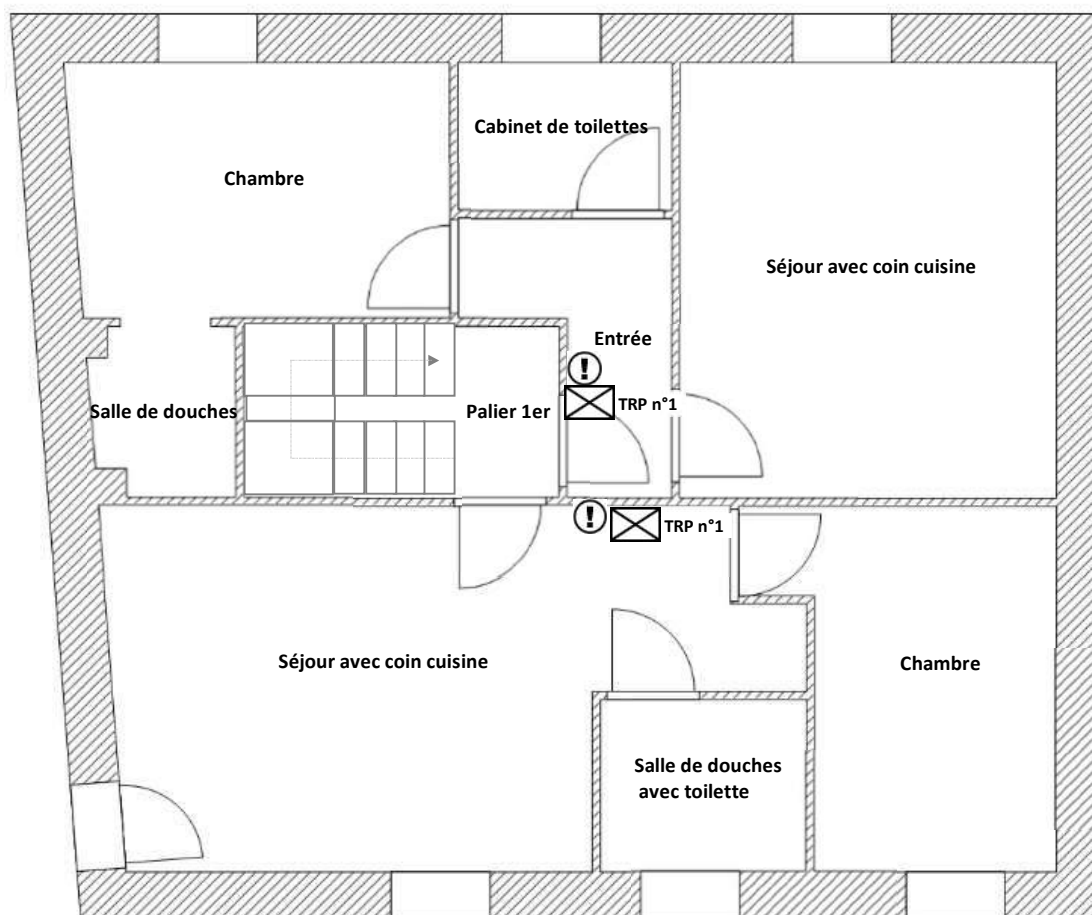 Cabinet de toilettes
Chambre
Séjour avec coin cuisine
Entrée
!
TRP n°1
Salle de douches
Palier 1er
!
TRP n°1
Séjour avec coin cuisine
Chambre
Salle de douches
avec toilette